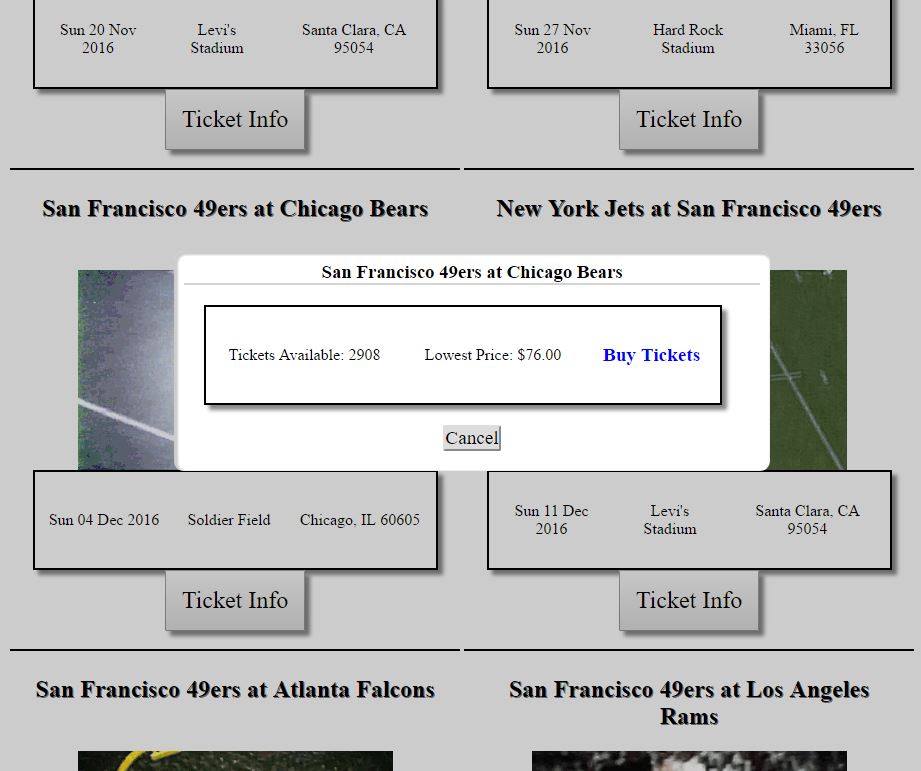 Sun 20 Nov
2016
Levi's
Stadium
Santa Clara, CA
95054
Sun 27 Nov
2016
Hard Rock
Stadium
Miami, FL
33056
Ticket Info
Ticket Info
San Francisco 49ers at Chicago Bears
New York Jets at San Francisco 49ers
San Francisco 49ers at Chicago Bears
Tickets Available: 2908
Lowest Price: $76.00
Buy Tickets
Cancel
Sun 04 Dec 2016
Soldier Field
Chicago, IL 60605
Sun 11 Dec
2016
Levi's
Stadium
Santa Clara, CA
95054
Ticket Info
Ticket Info
San Francisco 49ers at Atlanta Falcons
San Francisco 49ers at Los Angeles
Rams